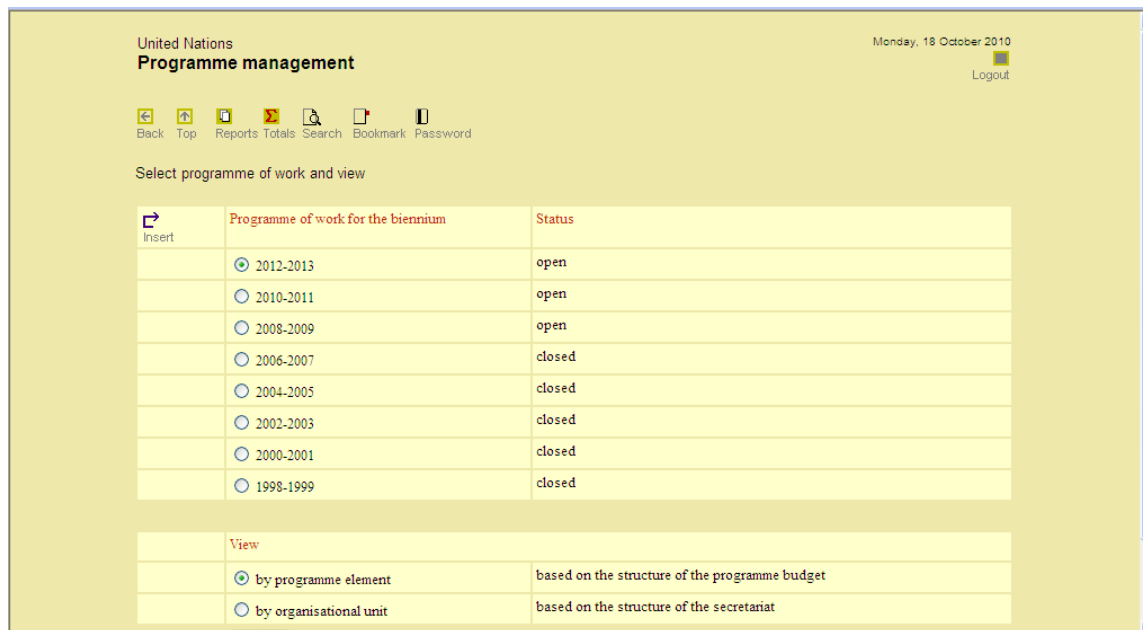 United Nations
Monday, 18 October 2010
Programme management
Logout
Back Top Reports Totals Search Bookmark Password
Select programme of work and view
Insert Programme of work for the biennium Status
2012-2013 open
2010-2011 open
2008-2009 open
2006-2007 closed
2004-2005 closed
2002-2003 closed
2000-2001 closed
1998-1999 closed
View
by programme element based on the structure of the programme budget
by organisational unit based on the structure of the secretariat